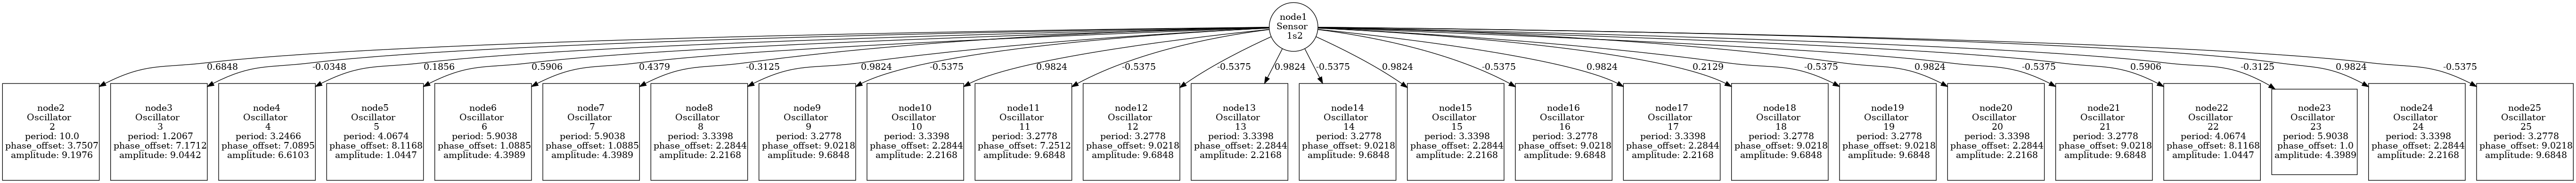 node1
Sensor
1s2
0.6848
-0.0348
0.1856
0.5906
0.4379
-0.3125
0.9824
-0.5375
0.9824
-0.5375
-0.5375
0.9824
-0.5375
0.9824
-0.5375
0.9824
0.2129
-0.5375
0.9824
-0.5375
0.5906
-0.3125
0.9824
-0.5375
node2
Oscillator
2
period: 10.0
phase_offset: 3.7507
amplitude: 9.1976
node3
Oscillator
3
period: 1.2067
phase_offset: 7.1712
amplitude: 9.0442
node4
Oscillator
4
period: 3.2466
phase_offset: 7.0895
amplitude: 6.6103
node5
Oscillator
5
period: 4.0674
phase_offset: 8.1168
amplitude: 1.0447
node6
Oscillator
6
period: 5.9038
phase_offset: 1.0885
amplitude: 4.3989
node7
Oscillator
7
period: 5.9038
phase_offset: 1.0885
amplitude: 4.3989
node8
Oscillator
8
period: 3.3398
phase_offset: 2.2844
amplitude: 2.2168
node9
Oscillator
9
period: 3.2778
phase_offset: 9.0218
amplitude: 9.6848
node10
Oscillator
10
period: 3.3398
phase_offset: 2.2844
amplitude: 2.2168
node11
Oscillator
11
period: 3.2778
phase_offset: 7.2512
amplitude: 9.6848
node12
Oscillator
12
period: 3.2778
phase_offset: 9.0218
amplitude: 9.6848
node13
Oscillator
13
period: 3.3398
phase_offset: 2.2844
amplitude: 2.2168
node14
Oscillator
14
period: 3.2778
phase_offset: 9.0218
amplitude: 9.6848
node15
Oscillator
15
period: 3.3398
phase_offset: 2.2844
amplitude: 2.2168
node16
Oscillator
16
period: 3.2778
phase_offset: 9.0218
amplitude: 9.6848
node17
Oscillator
17
period: 3.3398
phase_offset: 2.2844
amplitude: 2.2168
node18
Oscillator
18
period: 3.2778
phase_offset: 9.0218
amplitude: 9.6848
node19
Oscillator
19
period: 3.2778
phase_offset: 9.0218
amplitude: 9.6848
node20
Oscillator
20
period: 3.3398
phase_offset: 2.2844
amplitude: 2.2168
node21
Oscillator
21
period: 3.2778
phase_offset: 9.0218
amplitude: 9.6848
node22
Oscillator
22
period: 4.0674
phase_offset: 8.1168
amplitude: 1.0447
node23
Oscillator
23
period: 5.9038
phase_offset: 1.0
amplitude: 4.3989
node24
Oscillator
24
period: 3.3398
phase_offset: 2.2844
amplitude: 2.2168
node25
Oscillator
25
period: 3.2778
phase_offset: 9.0218
amplitude: 9.6848